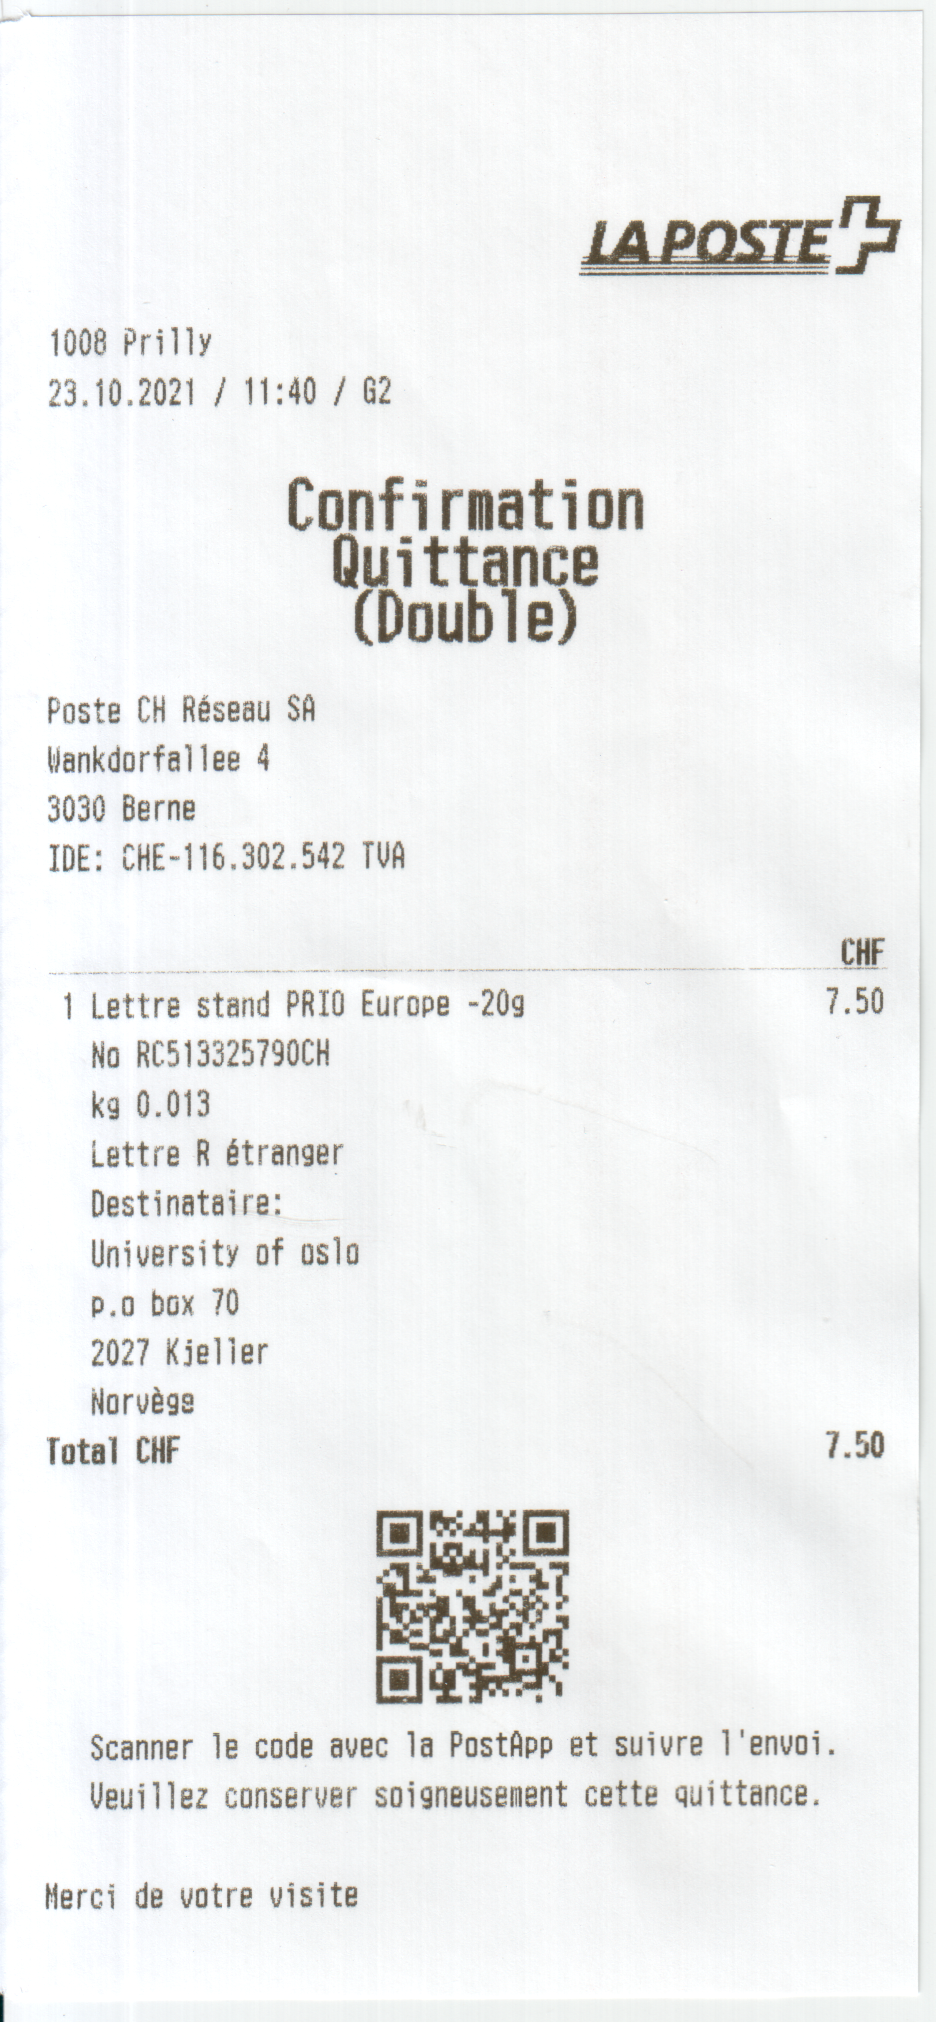 LA POSTE
1008 Prilly
23.10.2021 / 11:40 / G2
Confirmation
Quittance
(Double)
Poste CH Réseau SA
Wankdorfallee 4
3030 Berne
IDE: CHE-116.302.542 TVA
CHF
1 Lettre stand PRIO Europe -20g 7.50
No RC513325790CH
kg 0.013
Lettre R étranger
Destinataire:
University of oslo
p.o box 70
2027 Kjeller
Norvège
Total CHF 7.50
Scanner le code avec la PostApp et suivre l'envoi.
Veuillez conserver soigneusement cette quittance.
Merci de votre visite